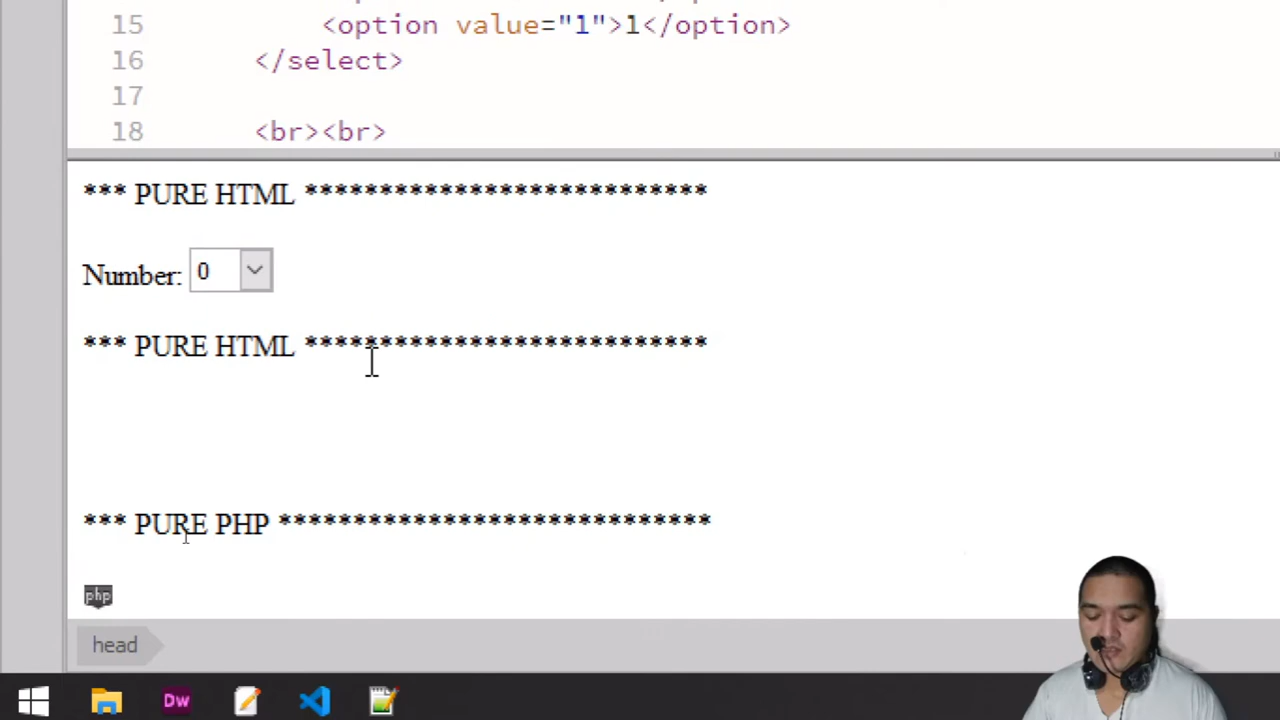 15 <option value="1">1</option>
16 </select>
17
18 <br><br>
*** PURE HTML ***************************
Number: 0
*** PURE HTML ***************************
*** PURE PHP *****************************
php
head
Dw